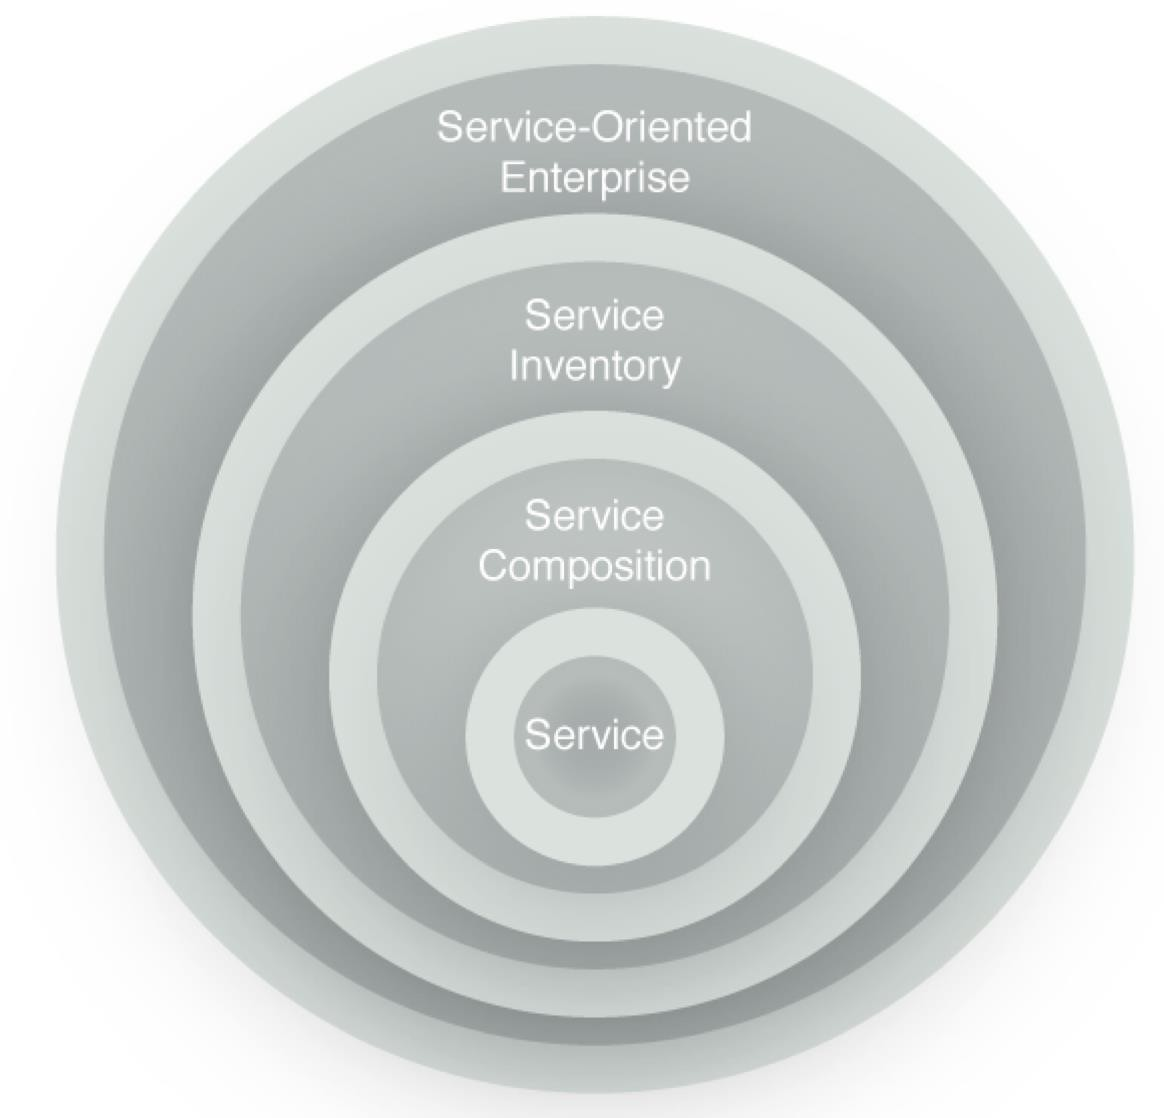 Service-Oriented
Enterprise
Service
Inventory
Service
Composition
Service